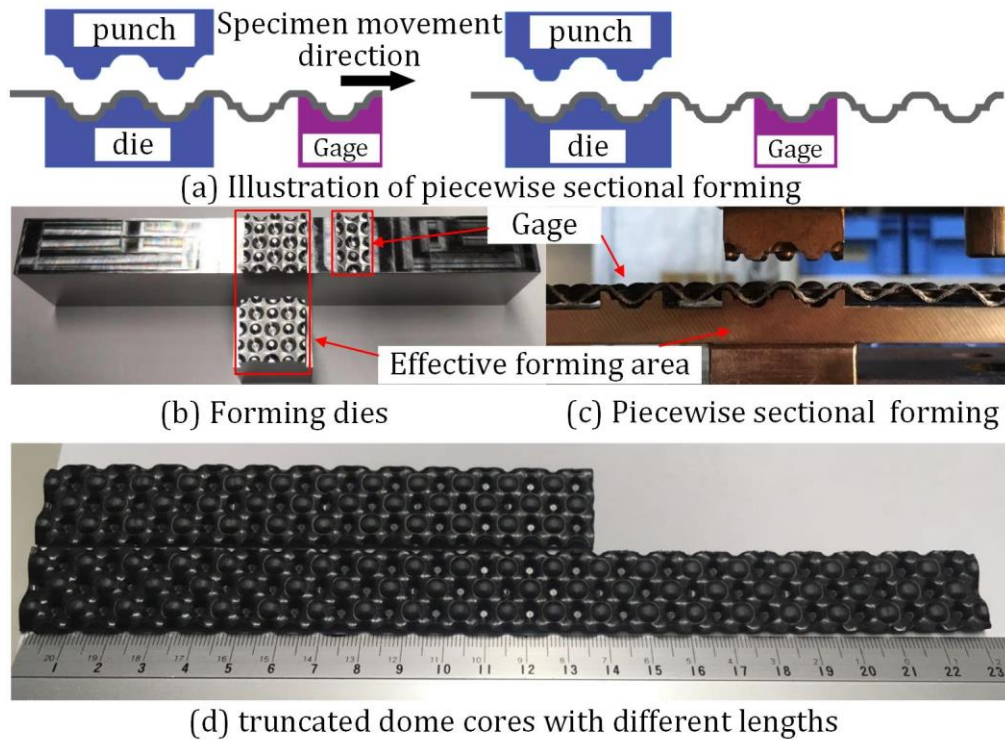 punch
Specimen movement
direction
punch
die
Gage
die
Gage
(a) Illustration of piecewise sectional forming
Gage
Effective forming area
(b) Forming dies
(c) Piecewise sectional forming
1 2 3 4 5 6 7 8 9 10 11 12 13 14 15 16 17 18 19 20 21 22 23
(d) truncated dome cores with different lengths